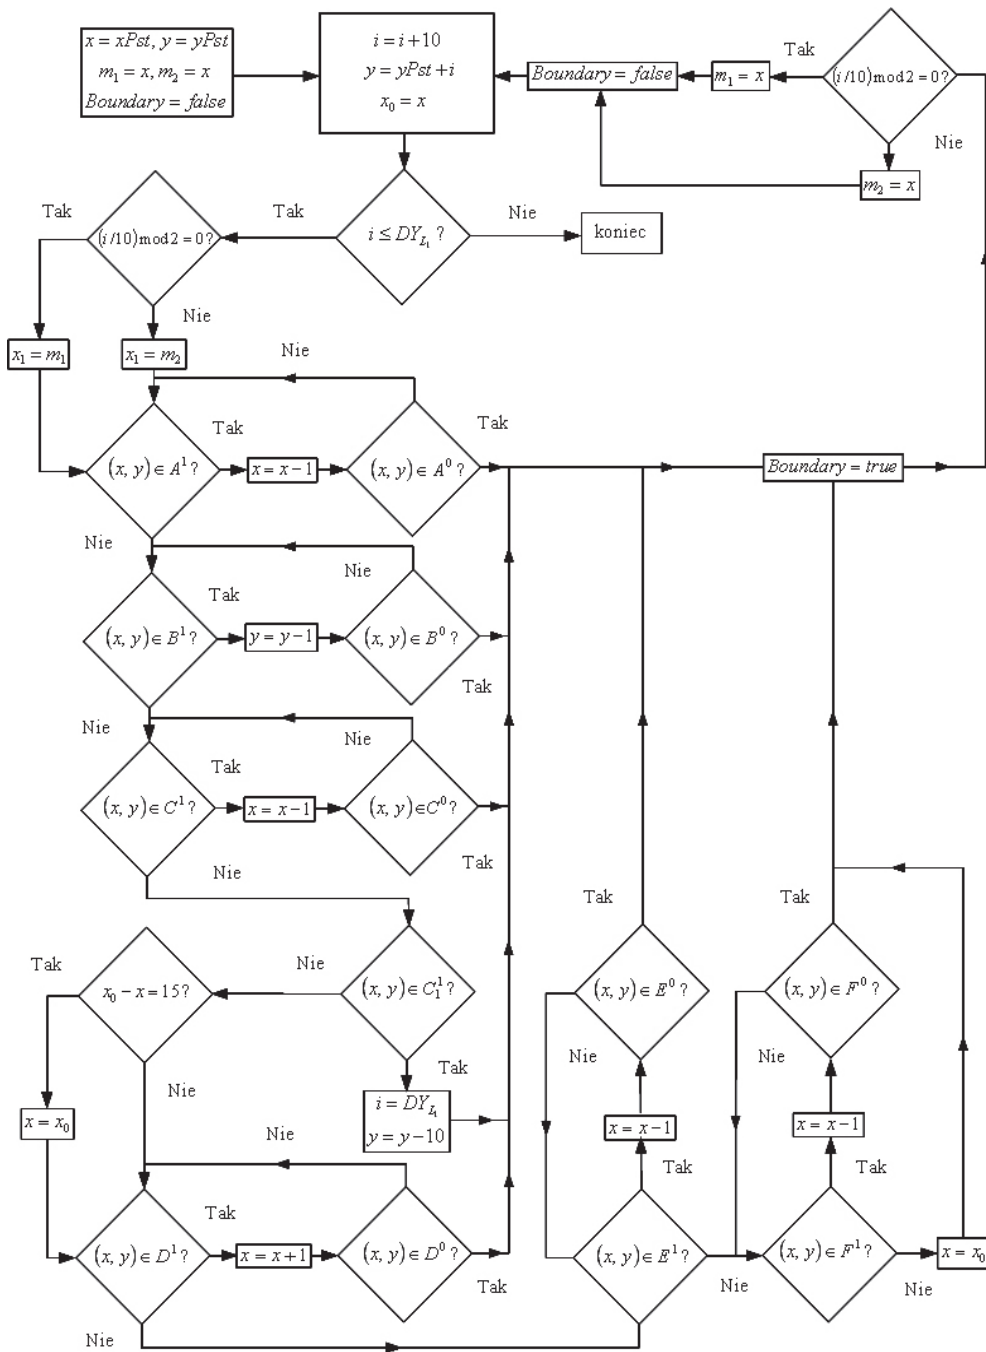 x = xPst, y = yPst
m₁ = x, m₂ = x
Boundary = false
i = i+10
y = yPst + i
x₀ = x
Boundary = false
m₁ = x
Tak
(i/10) mod 2 = 0?
Nie
m₂ = x
Tak
(i/10) mod 2 = 0?
Tak
i ≤ DY_{L₁} ?
Nie
koniec
Nie
x₁ = m₁
x₁ = m₂
Nie
(x, y) ∈ A¹ ?
Tak
x = x−1
(x, y) ∈ A⁰ ?
Tak
Boundary = true
Nie
Nie
(x, y) ∈ B¹ ?
Tak
y = y−1
(x, y) ∈ B⁰ ?
Tak
Nie
Nie
(x, y) ∈ C¹ ?
Tak
x = x−1
(x, y) ∈ C⁰ ?
Tak
Nie
Tak
x₀ − x = 15?
Nie
(x, y) ∈ C₁¹ ?
Tak
(x, y) ∈ E⁰ ?
Tak
(x, y) ∈ F⁰ ?
Nie
Tak
Nie
Nie
x = x₀
i = DY_{L₁}
y = y−10
x = x−1
x = x−1
Nie
Tak
Tak
(x, y) ∈ D¹ ?
Tak
x = x+1
(x, y) ∈ D⁰ ?
Tak
(x, y) ∈ E¹ ?
Nie
(x, y) ∈ F¹ ?
Nie
x = x₀
Nie